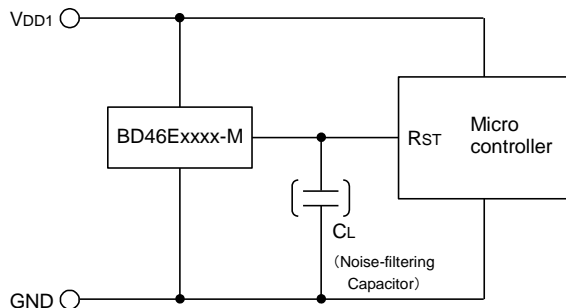 VDD1
BD46Exxxx-M
RST
Micro
controller
CL
（Noise-filtering
Capacitor）
GND